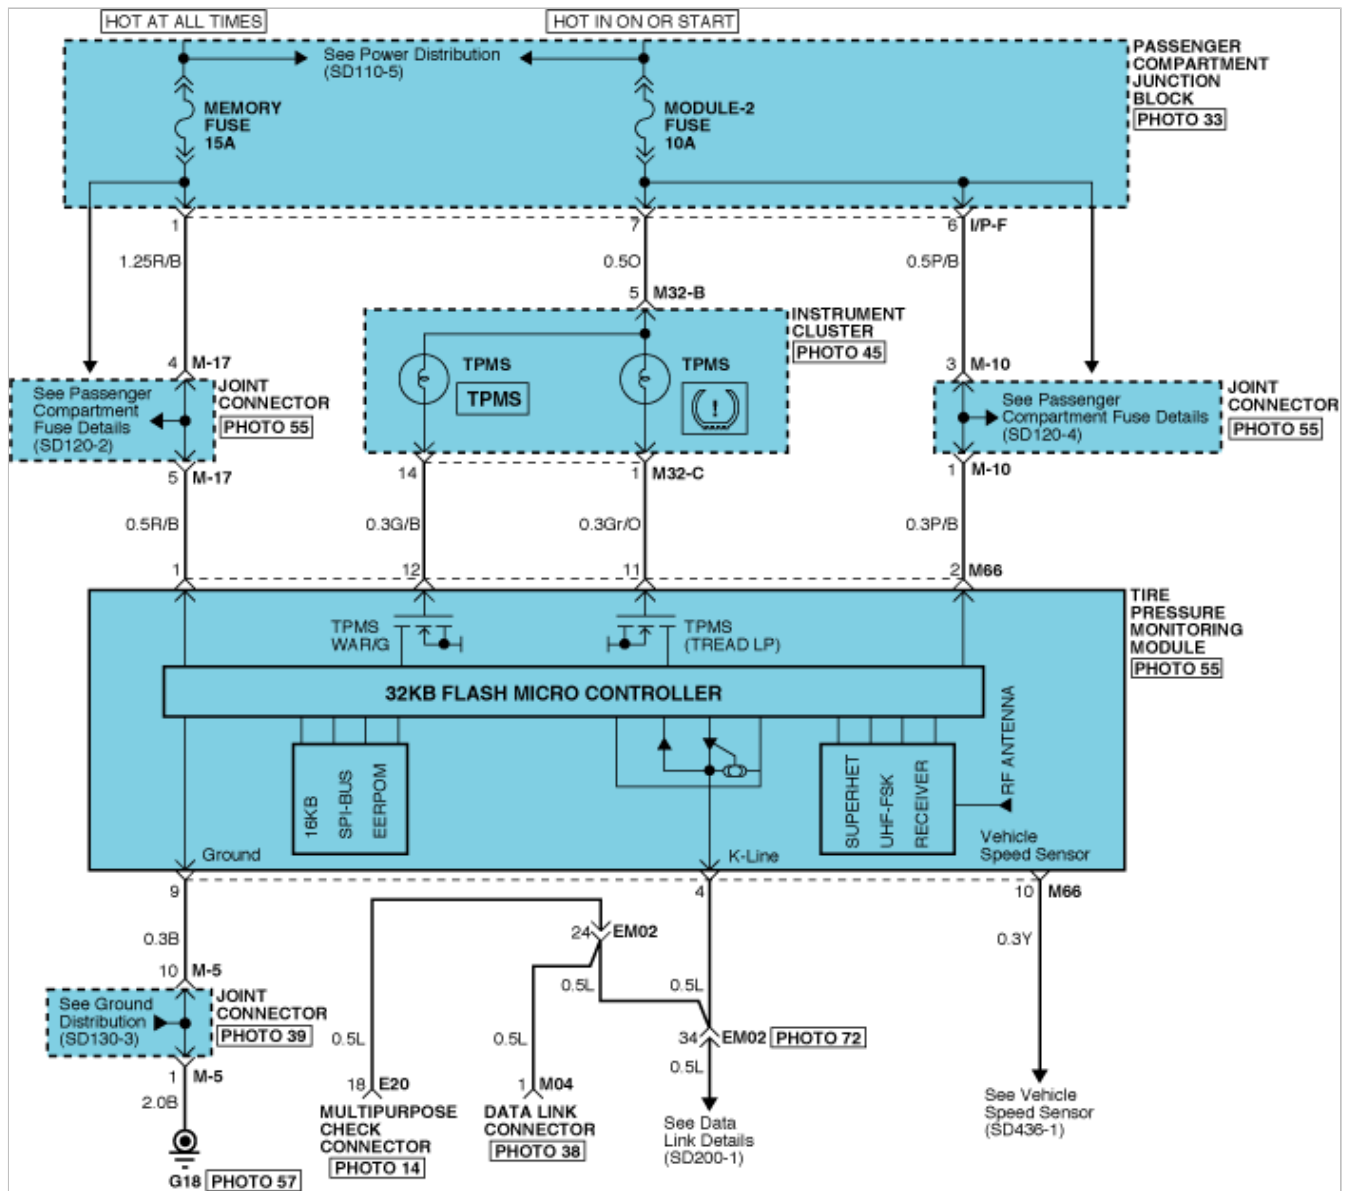 HOT AT ALL TIMES
HOT IN ON OR START
See Power Distribution
(SD110-5)
PASSENGER
COMPARTMENT
JUNCTION
BLOCK
PHOTO 33
MEMORY
FUSE
15A
MODULE-2
FUSE
10A
1
7
6 I/P-F
1.25R/B
0.5O
0.5P/B
5 M32-B
INSTRUMENT
CLUSTER
PHOTO 45
TPMS
TPMS
TPMS
!
4 M-17
See Passenger
Compartment
Fuse Details
(SD120-2)
JOINT
CONNECTOR
PHOTO 55
5 M-17
3 M-10
See Passenger
Compartment Fuse Details
(SD120-4)
JOINT
CONNECTOR
PHOTO 55
1 M-10
14
1 M32-C
0.5R/B
0.3G/B
0.3Gr/O
0.3P/B
1
12
11
2 M66
TIRE
PRESSURE
MONITORING
MODULE
PHOTO 55
TPMS
WAR/G
TPMS
(TREAD LP)
32KB FLASH MICRO CONTROLLER
16KB
SPI-BUS
EERPOM
SUPERHET
UHF-FSK
RECEIVER
RF ANTENNA
Ground
K-Line
Vehicle
Speed Sensor
9
4
10 M66
0.3B
24 EM02
0.3Y
10 M-5
0.5L
0.5L
See Ground
Distribution
(SD130-3)
JOINT
CONNECTOR
PHOTO 39
0.5L
0.5L
34 EM02 PHOTO 72
0.5L
1 M-5
2.0B
18 E20
MULTIPURPOSE
CHECK
CONNECTOR
PHOTO 14
1 M04
DATA LINK
CONNECTOR
PHOTO 38
See Data
Link Details
(SD200-1)
See Vehicle
Speed Sensor
(SD436-1)
G18 PHOTO 57